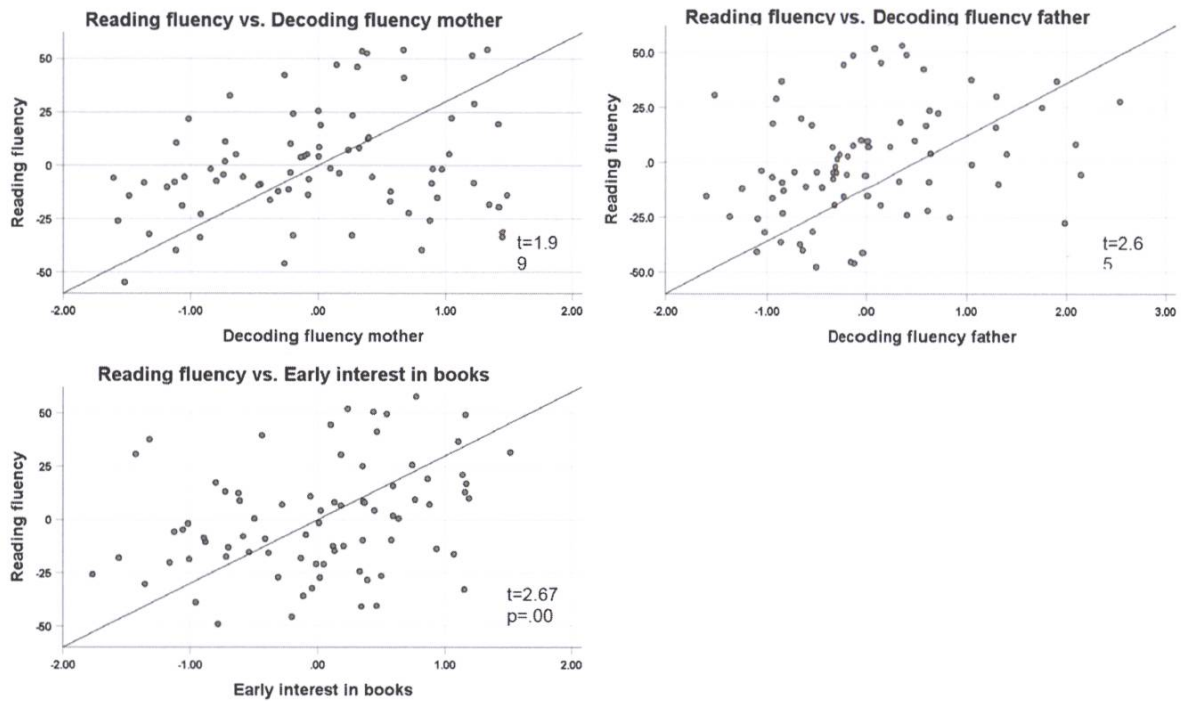 Reading fluency vs. Decoding fluency mother
Reading fluency
50
25
0
-25
-50
-2.00
-1.00
.00
1.00
2.00
t=1.9
9
Decoding fluency mother
Reading fluency vs. Decoding fluency father
Reading fluency
50.0
25.0
.0
-25.0
-50.0
-2.00
-1.00
.00
1.00
2.00
3.00
t=2.6
5
Decoding fluency father
Reading fluency vs. Early interest in books
Reading fluency
50
25
0
-25
-50
-2.00
-1.00
.00
1.00
2.00
t=2.67
p=.00
Early interest in books